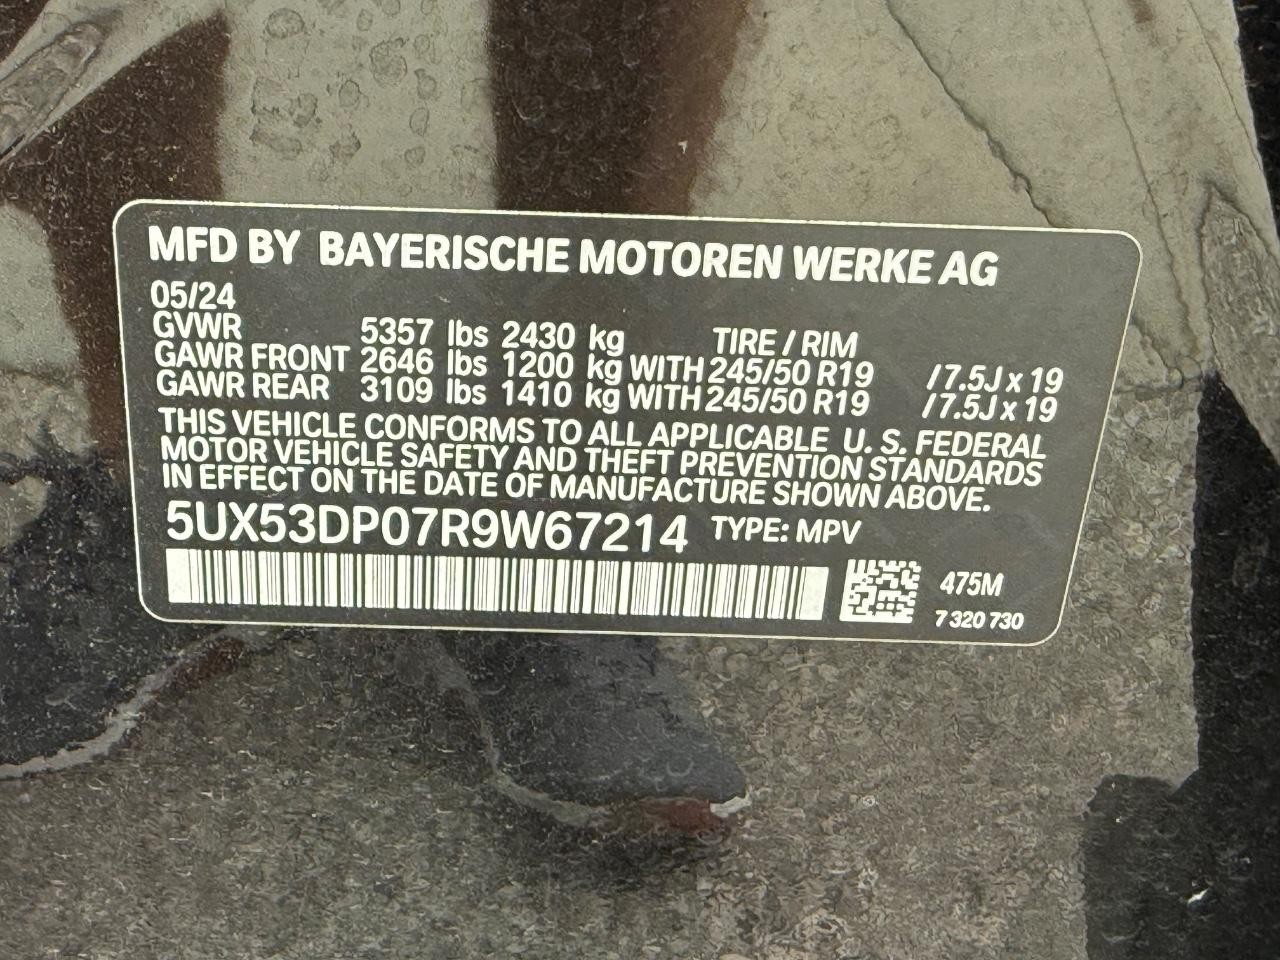 MFD BY BAYERISCHE MOTOREN WERKE AG
05/24
GVWR 5357 lbs 2430 kg TIRE / RIM
GAWR FRONT 2646 lbs 1200 kg WITH 245/50 R19 / 7.5J x 19
GAWR REAR 3109 lbs 1410 kg WITH 245/50 R19 / 7.5J x 19
THIS VEHICLE CONFORMS TO ALL APPLICABLE U. S. FEDERAL
MOTOR VEHICLE SAFETY AND THEFT PREVENTION STANDARDS
IN EFFECT ON THE DATE OF MANUFACTURE SHOWN ABOVE.
5UX53DP07R9W67214 TYPE: MPV
475M
7 320 730